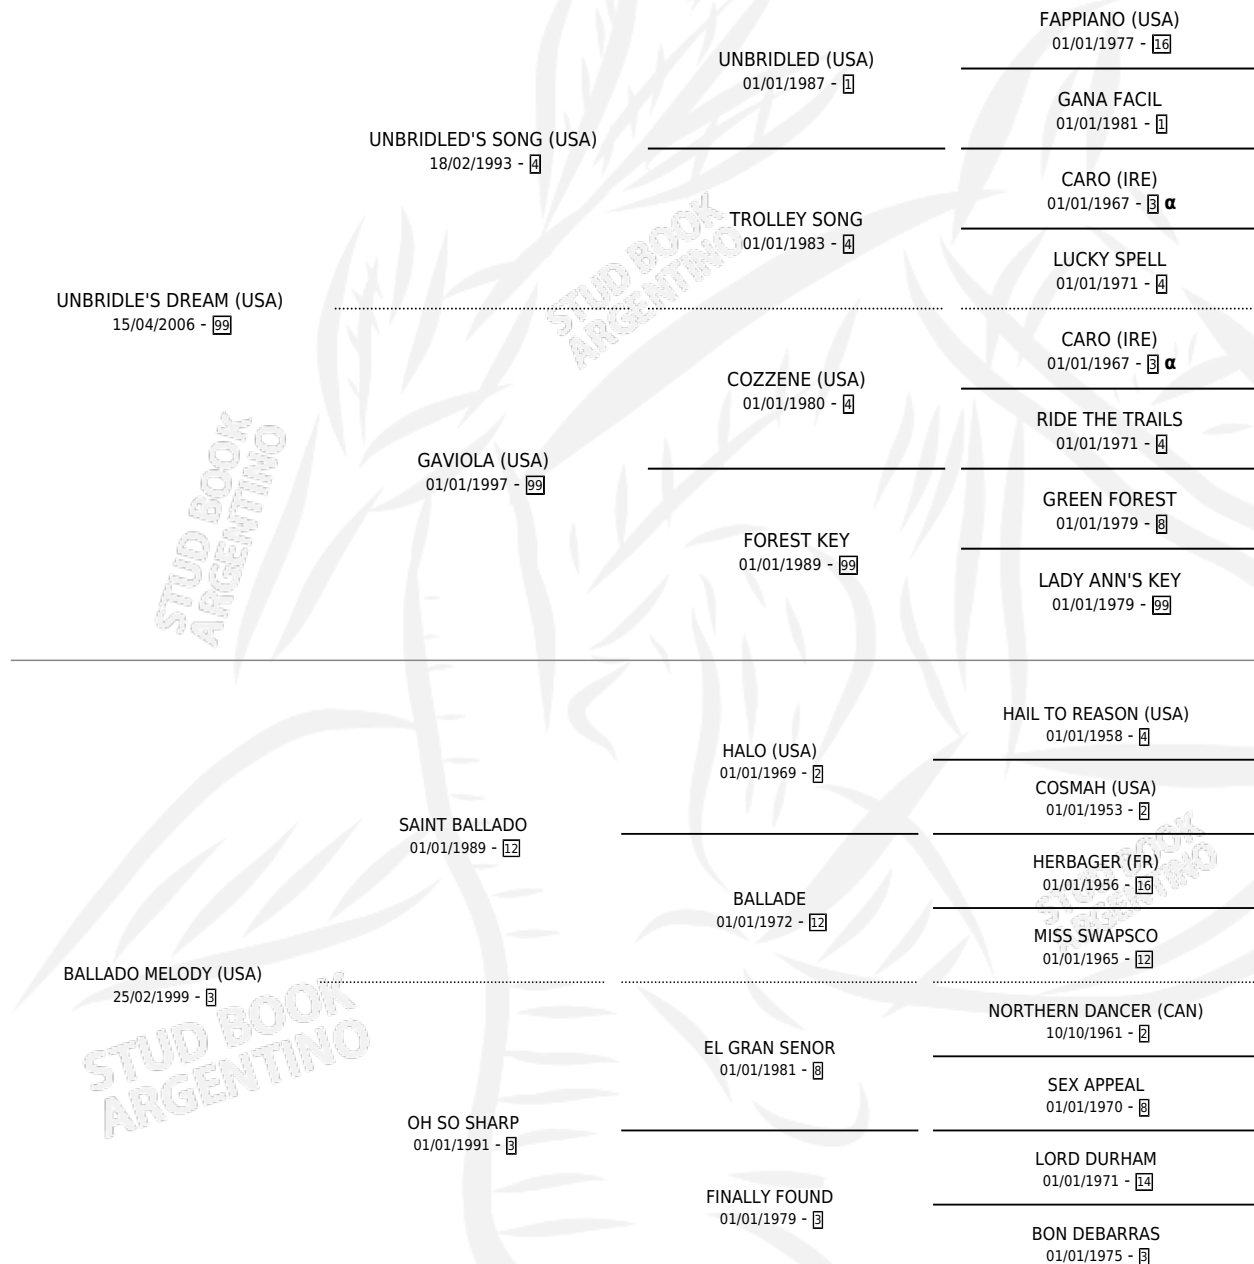 FAPPIANO (USA)
01/01/1977 - 16
UNBRIDLED (USA)
01/01/1987 - 1
GANA FACIL
01/01/1981 - 1
UNBRIDLED'S SONG (USA)
18/02/1993 - 4
CARO (IRE)
01/01/1967 - 3 α
TROLLEY SONG
01/01/1983 - 4
LUCKY SPELL
01/01/1971 - 4
UNBRIDLE'S DREAM (USA)
15/04/2006 - 99
CARO (IRE)
01/01/1967 - 3 α
COZZENE (USA)
01/01/1980 - 4
RIDE THE TRAILS
01/01/1971 - 4
GAVIOLA (USA)
01/01/1997 - 99
GREEN FOREST
01/01/1979 - 8
FOREST KEY
01/01/1989 - 99
LADY ANN'S KEY
01/01/1979 - 99
HAIL TO REASON (USA)
01/01/1958 - 4
HALO (USA)
01/01/1969 - 2
COSMAH (USA)
01/01/1953 - 2
SAINT BALLADO
01/01/1989 - 12
HERBAGER (FR)
01/01/1956 - 16
BALLADE
01/01/1972 - 12
MISS SWAPSCO
01/01/1965 - 12
BALLADO MELODY (USA)
25/02/1999 - 3
NORTHERN DANCER (CAN)
10/10/1961 - 2
EL GRAN SENOR
01/01/1981 - 8
SEX APPEAL
01/01/1970 - 8
OH SO SHARP
01/01/1991 - 3
LORD DURHAM
01/01/1971 - 14
FINALLY FOUND
01/01/1979 - 3
BON DEBARRAS
01/01/1975 - 3
STUD BOOK
ARGENTINO
STUD BOOK
ARGENTINO
STUD BOOK
ARGENTINO
STUD BOOK
ARGENTINO